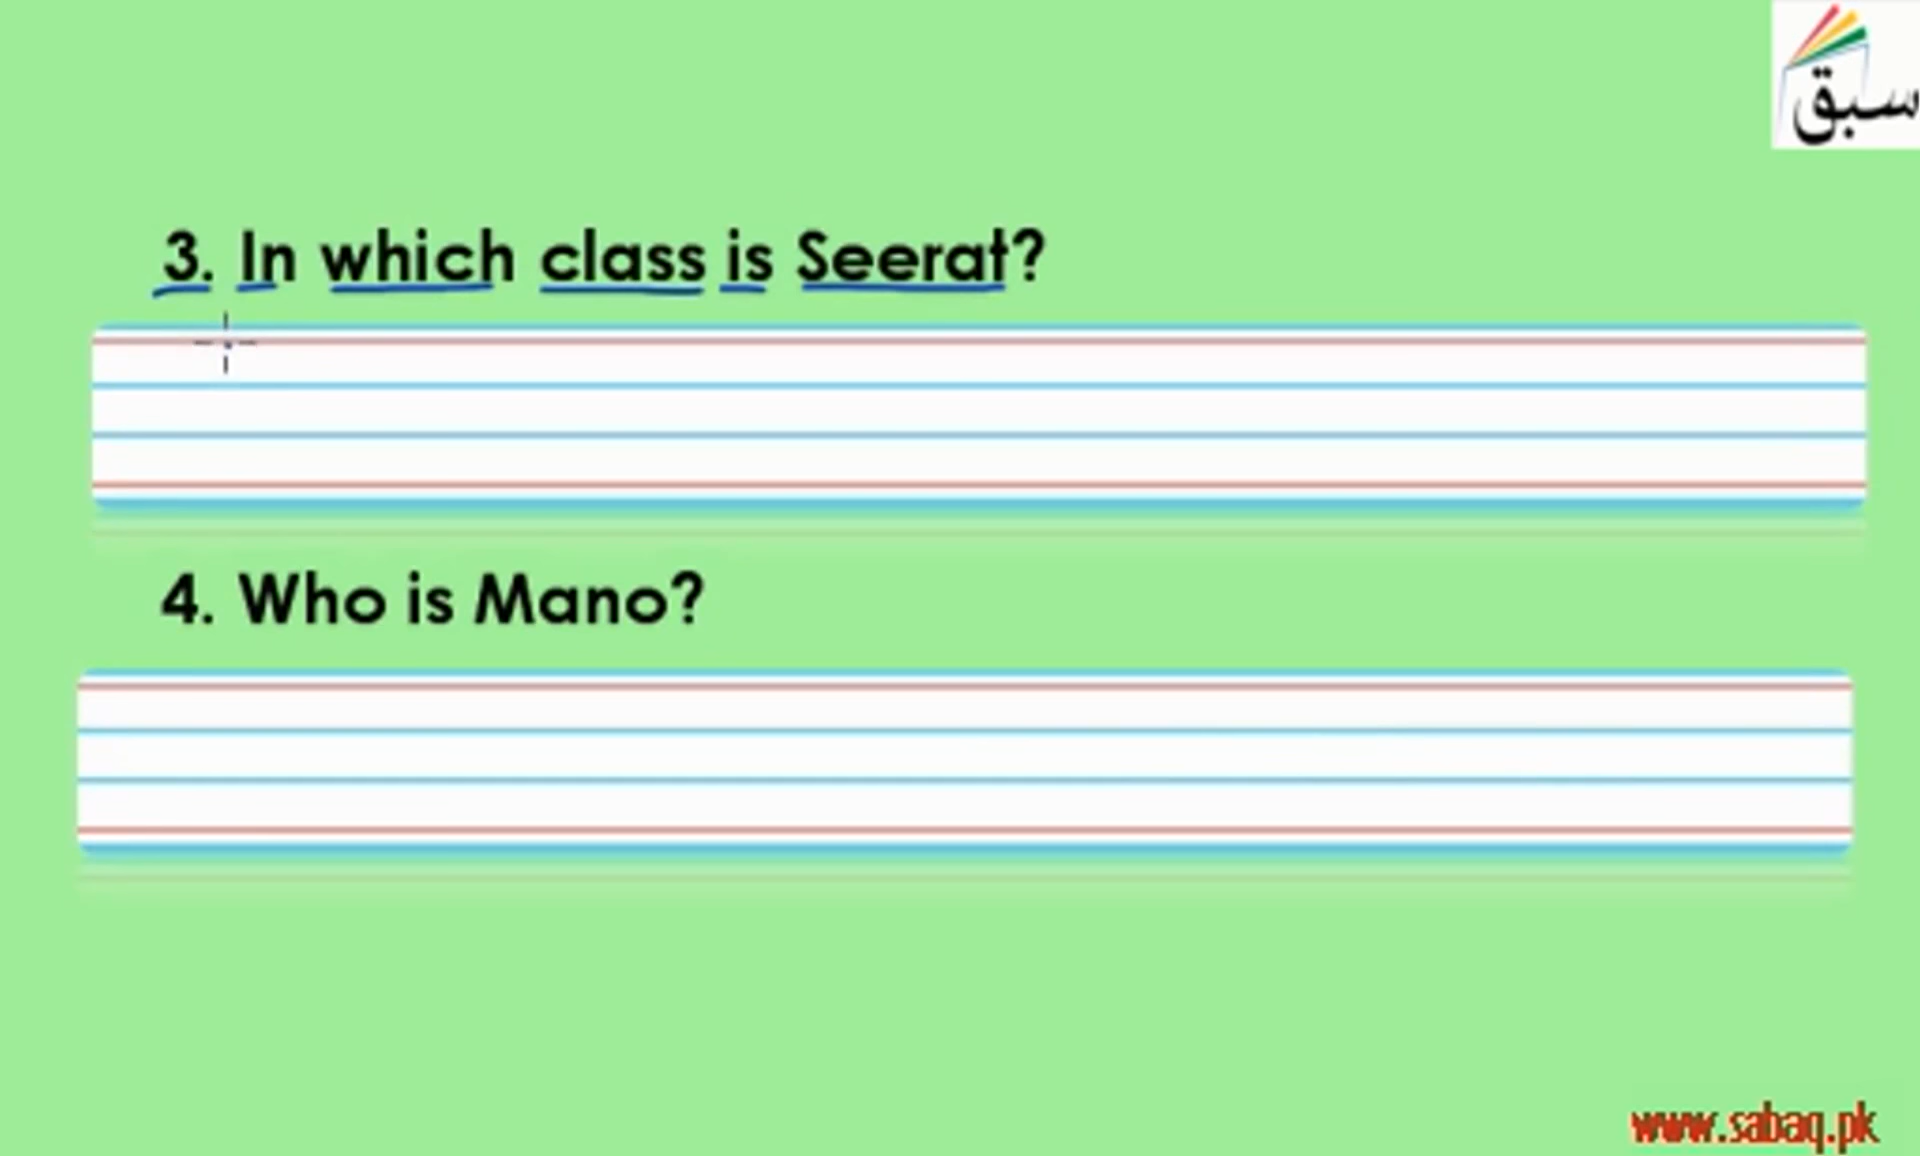 سبق
3. In which class is Seerat?
4. Who is Mano?
www.sabaq.pk